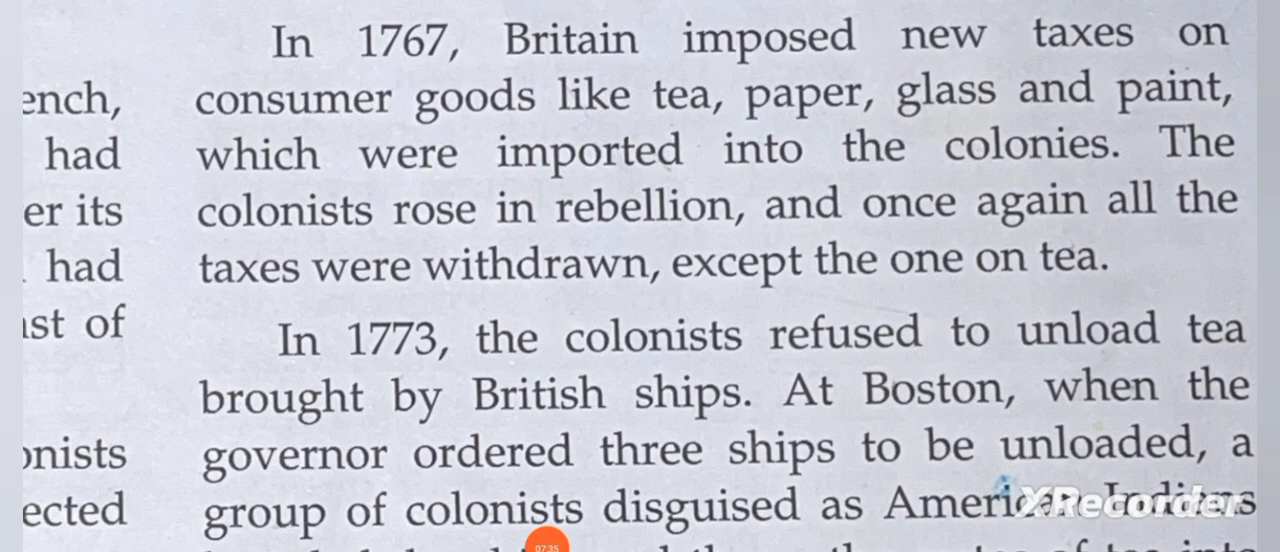 ench,
had
er its
had
ist of
onists
ected
In 1767, Britain imposed new taxes on
consumer goods like tea, paper, glass and paint,
which were imported into the colonies. The
colonists rose in rebellion, and once again all the
taxes were withdrawn, except the one on tea.
In 1773, the colonists refused to unload tea
brought by British ships. At Boston, when the
governor ordered three ships to be unloaded, a
group of colonists disguised as American Indians
XRecorder
07:35